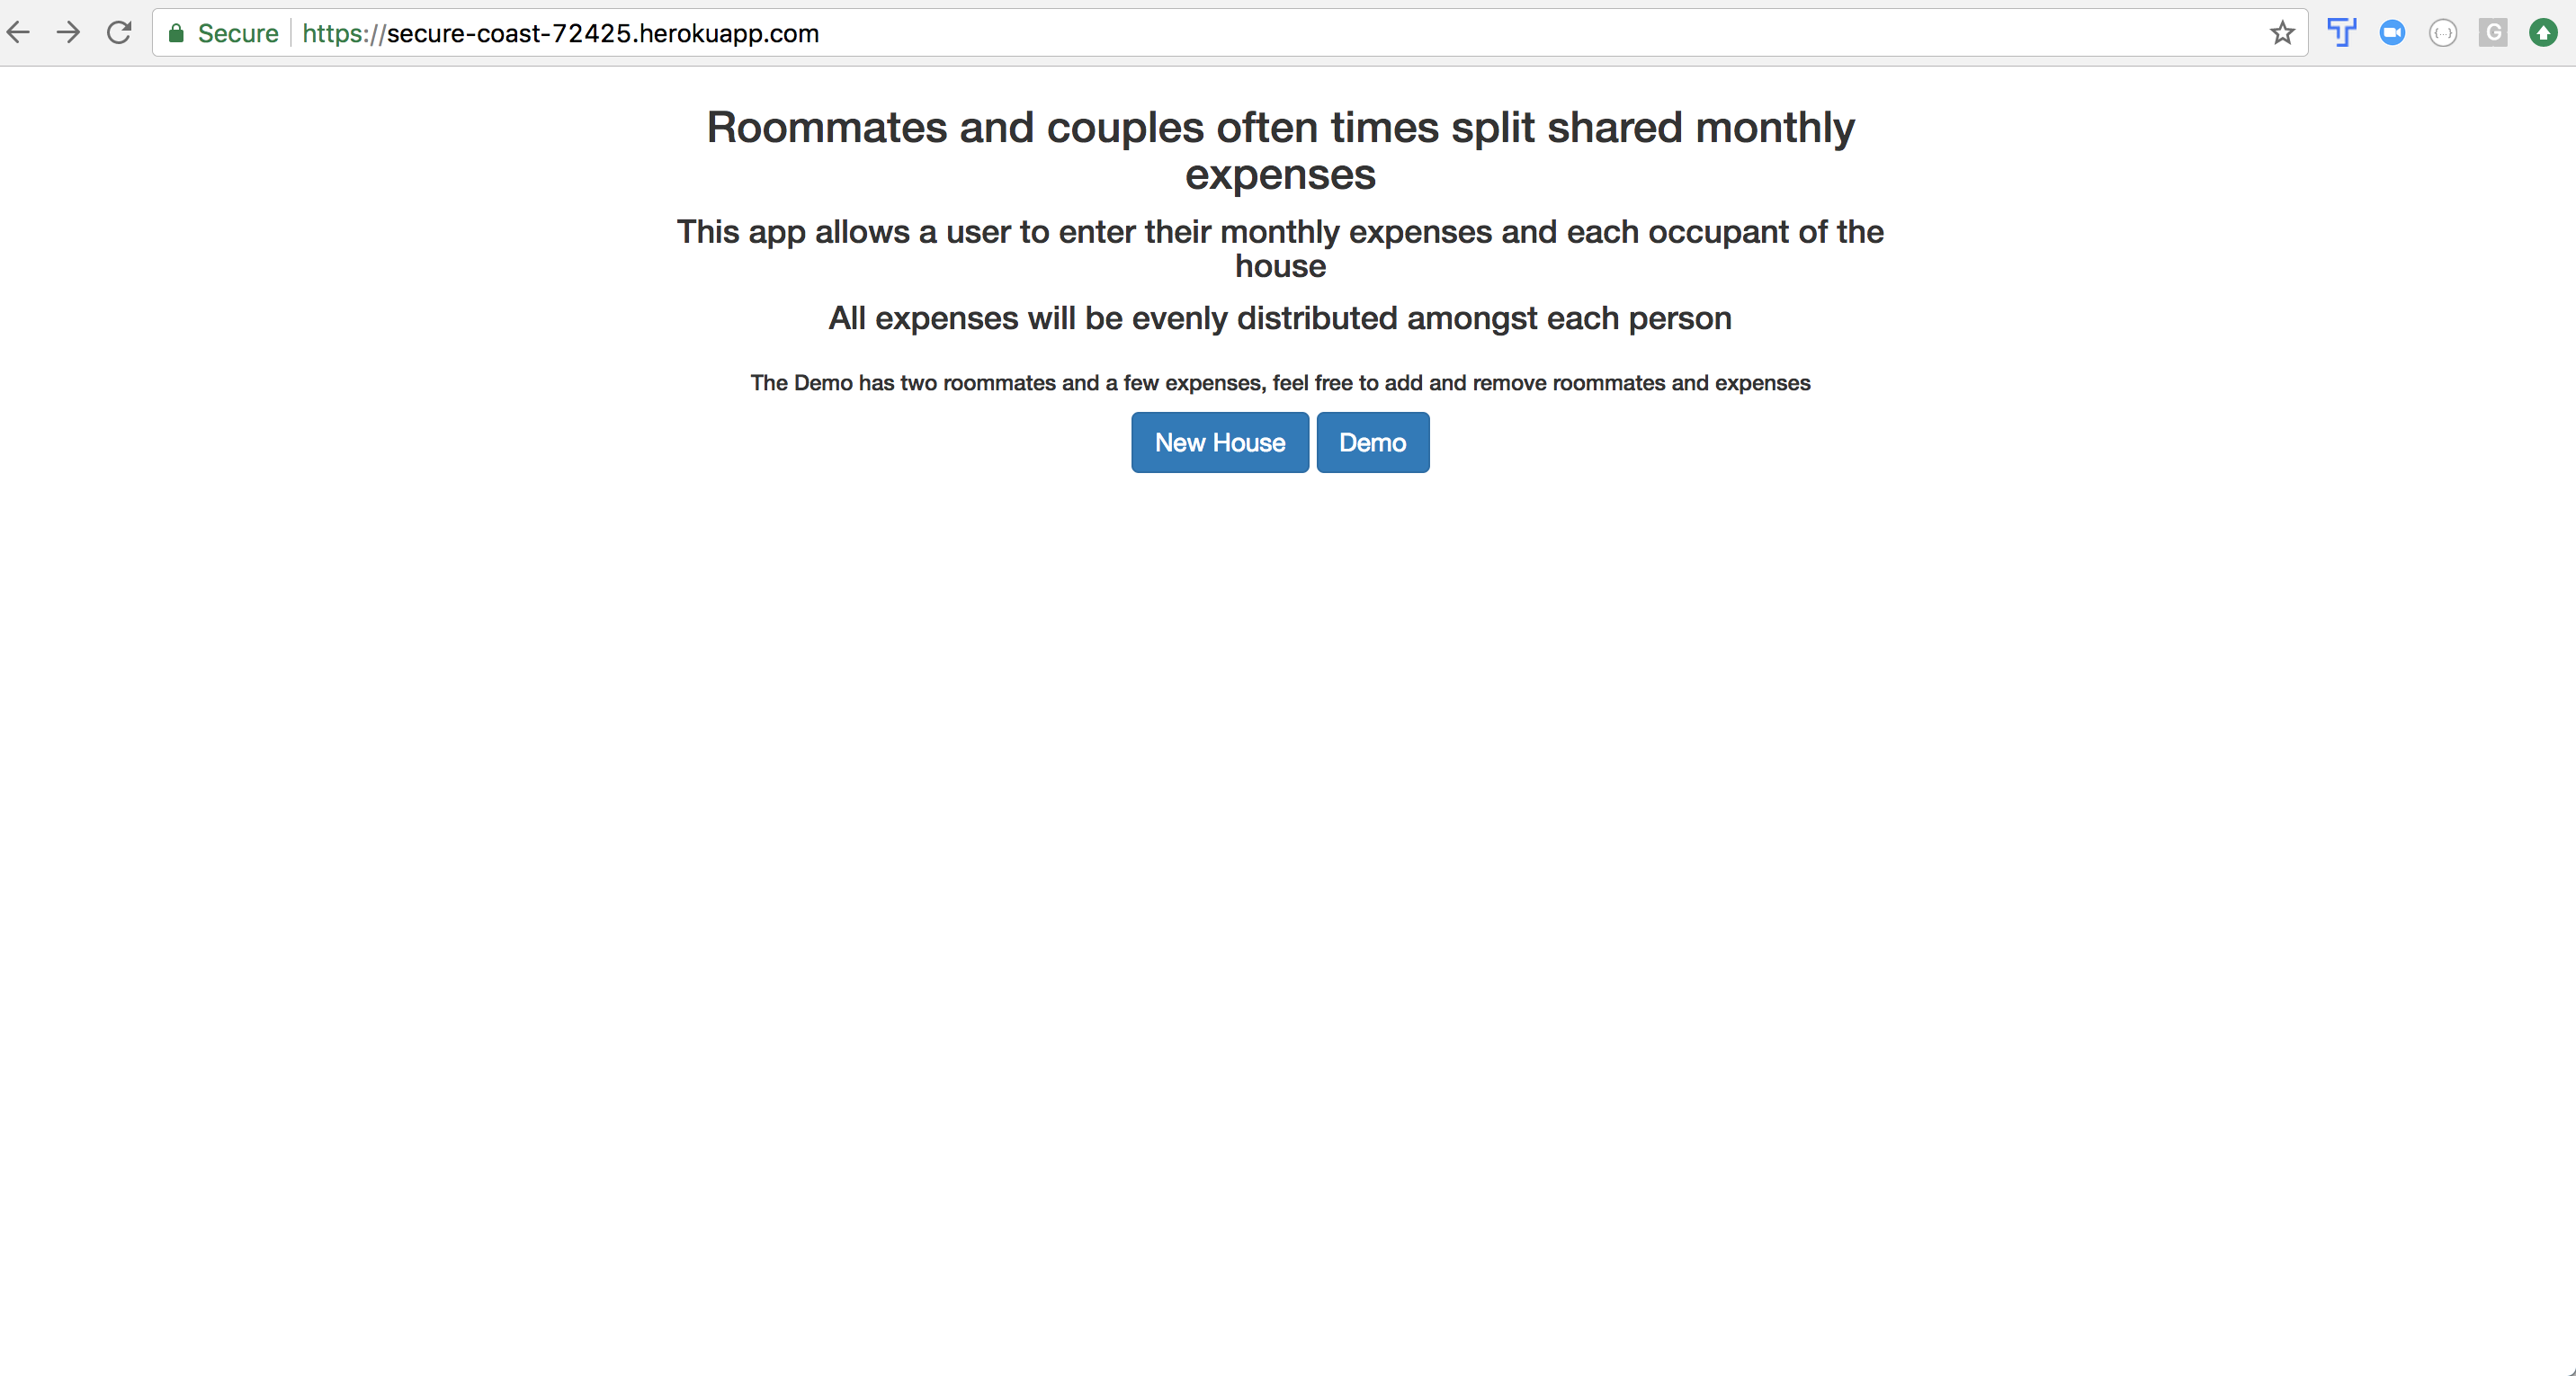 Secure https://secure-coast-72425.herokuapp.com {...} G
Roommates and couples often times split shared monthly
expenses
This app allows a user to enter their monthly expenses and each occupant of the
house
All expenses will be evenly distributed amongst each person
The Demo has two roommates and a few expenses, feel free to add and remove roommates and expenses
New House Demo